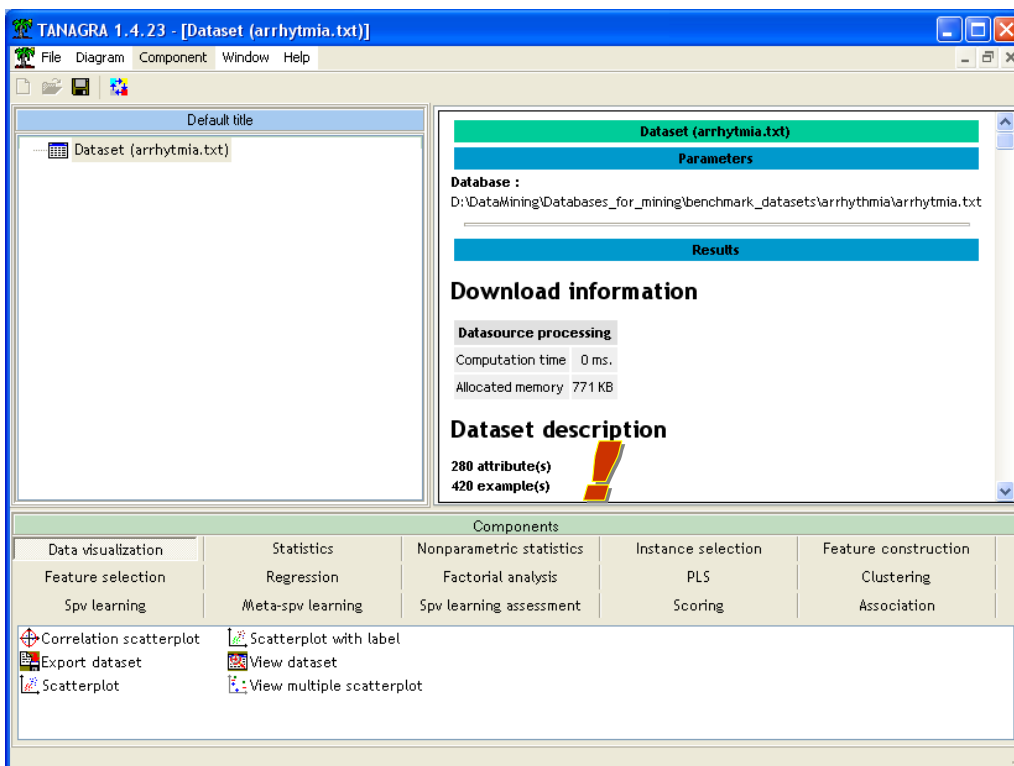 TANAGRA 1.4.23 - [Dataset (arrhytmia.txt)]
File Diagram Component Window Help
Default title
Dataset (arrhytmia.txt)
Dataset (arrhytmia.txt)
Parameters
Database :
D:\DataMining\Databases_for_mining\benchmark_datasets\arrhythmia\arrhytmia.txt
Results
Download information
Datasource processing
Computation time 0 ms.
Allocated memory 771 KB
Dataset description
280 attribute(s)
420 example(s)
!
Components
Data visualization Statistics Nonparametric statistics Instance selection Feature construction
Feature selection Regression Factorial analysis PLS Clustering
Spv learning Meta-spv learning Spv learning assessment Scoring Association
Correlation scatterplot Scatterplot with label
Export dataset View dataset
Scatterplot View multiple scatterplot